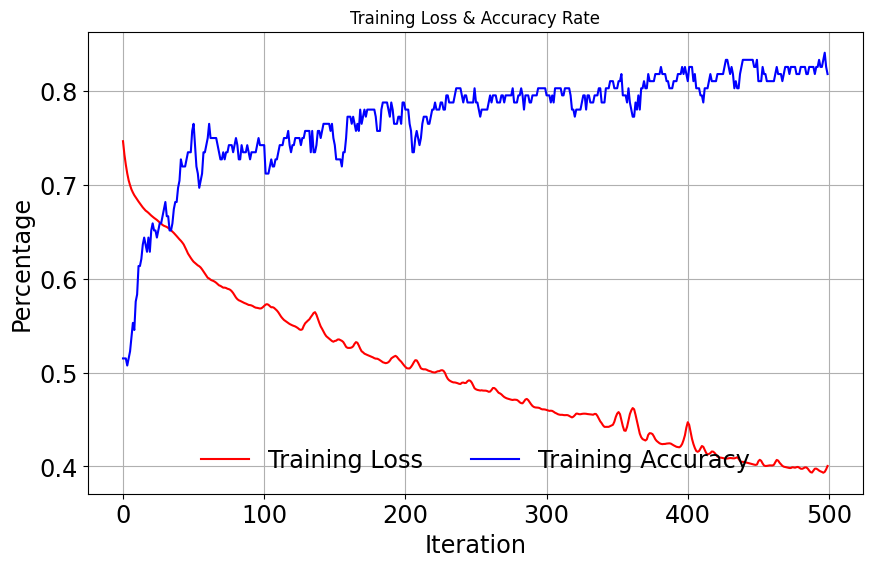 Training Loss & Accuracy Rate
Percentage
0.8
0.7
0.6
0.5
0.4
Training Loss Training Accuracy
0 100 200 300 400 500
Iteration